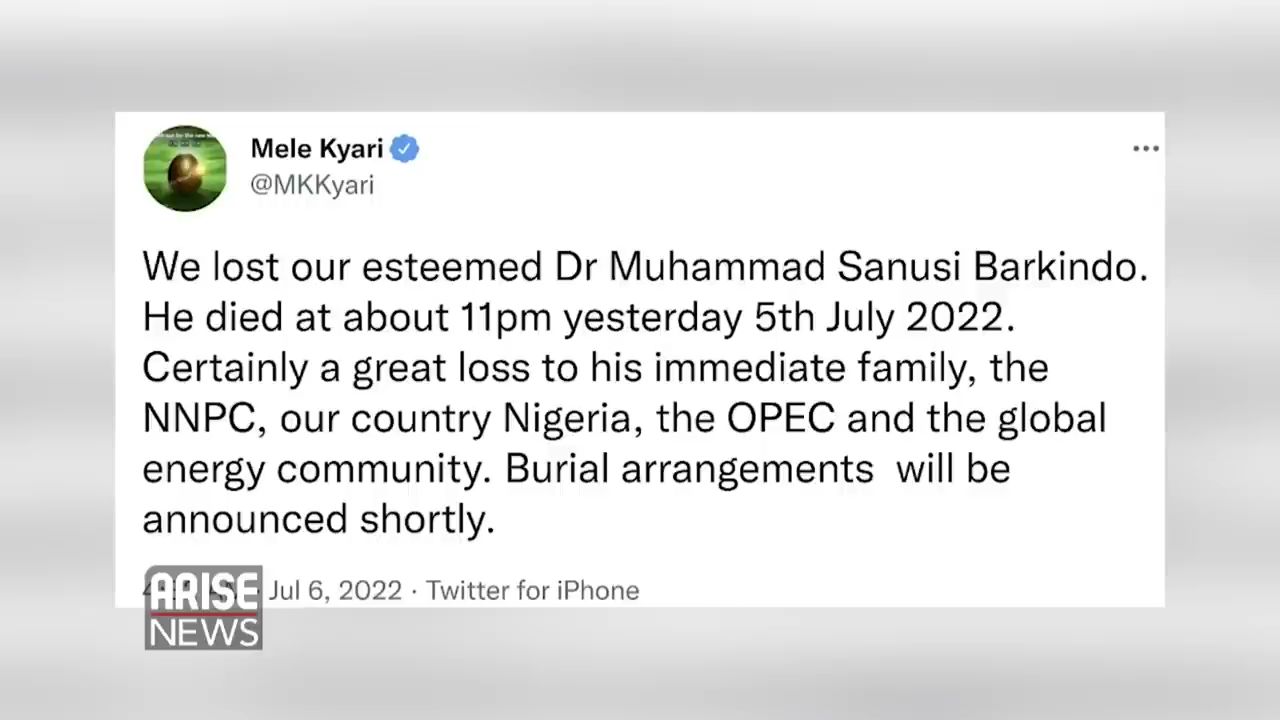 Mele Kyari
@MKKyari
We lost our esteemed Dr Muhammad Sanusi Barkindo.
He died at about 11pm yesterday 5th July 2022.
Certainly a great loss to his immediate family, the
NNPC, our country Nigeria, the OPEC and the global
energy community. Burial arrangements  will be
announced shortly.
· Jul 6, 2022 · Twitter for iPhone
ARISE
NEWS